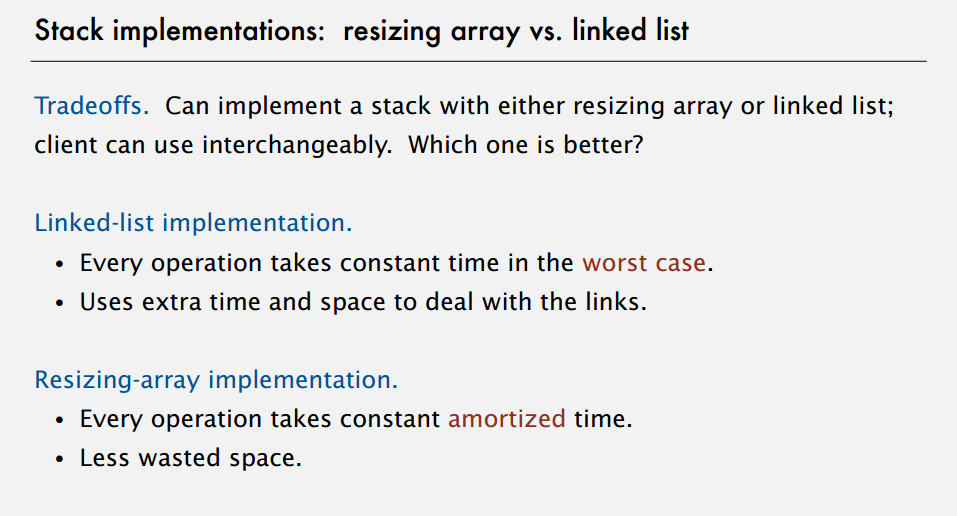 Stack implementations: resizing array vs. linked list
Tradeoffs. Can implement a stack with either resizing array or linked list;
client can use interchangeably. Which one is better?
Linked-list implementation.
• Every operation takes constant time in the worst case.
• Uses extra time and space to deal with the links.
Resizing-array implementation.
• Every operation takes constant amortized time.
• Less wasted space.